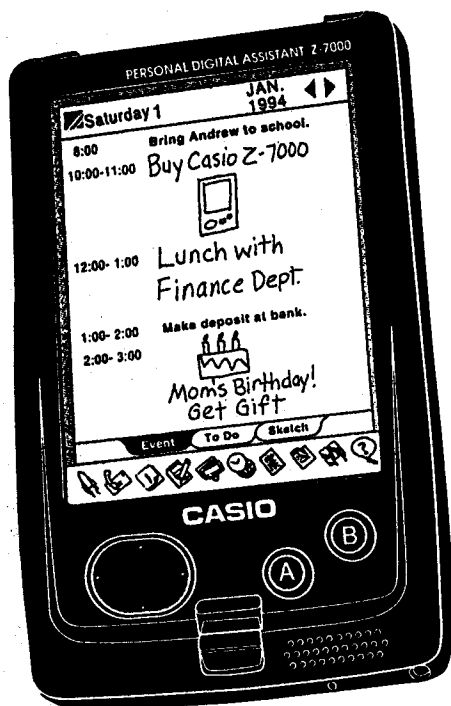 PERSONAL DIGITAL ASSISTANT Z-7000
Saturday 1
JAN. 1994
8:00 Bring Andrew to school.
10:00-11:00 Buy Casio Z-7000
12:00- 1:00 Lunch with
Finance Dept.
1:00- 2:00 Make deposit at bank.
2:00- 3:00
Mom's Birthday!
Get Gift
Event To Do Sketch
CASIO
A B